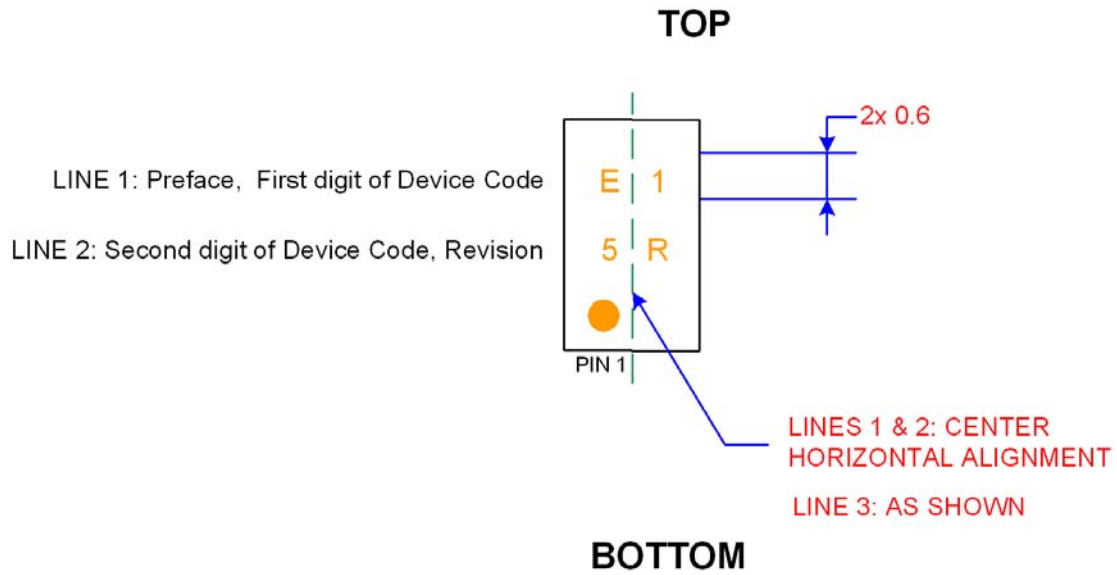 TOP
2x 0.6
LINE 1: Preface, First digit of Device Code
E 1
LINE 2: Second digit of Device Code, Revision
5 R
PIN 1
LINES 1 & 2: CENTER
HORIZONTAL ALIGNMENT
LINE 3: AS SHOWN
BOTTOM